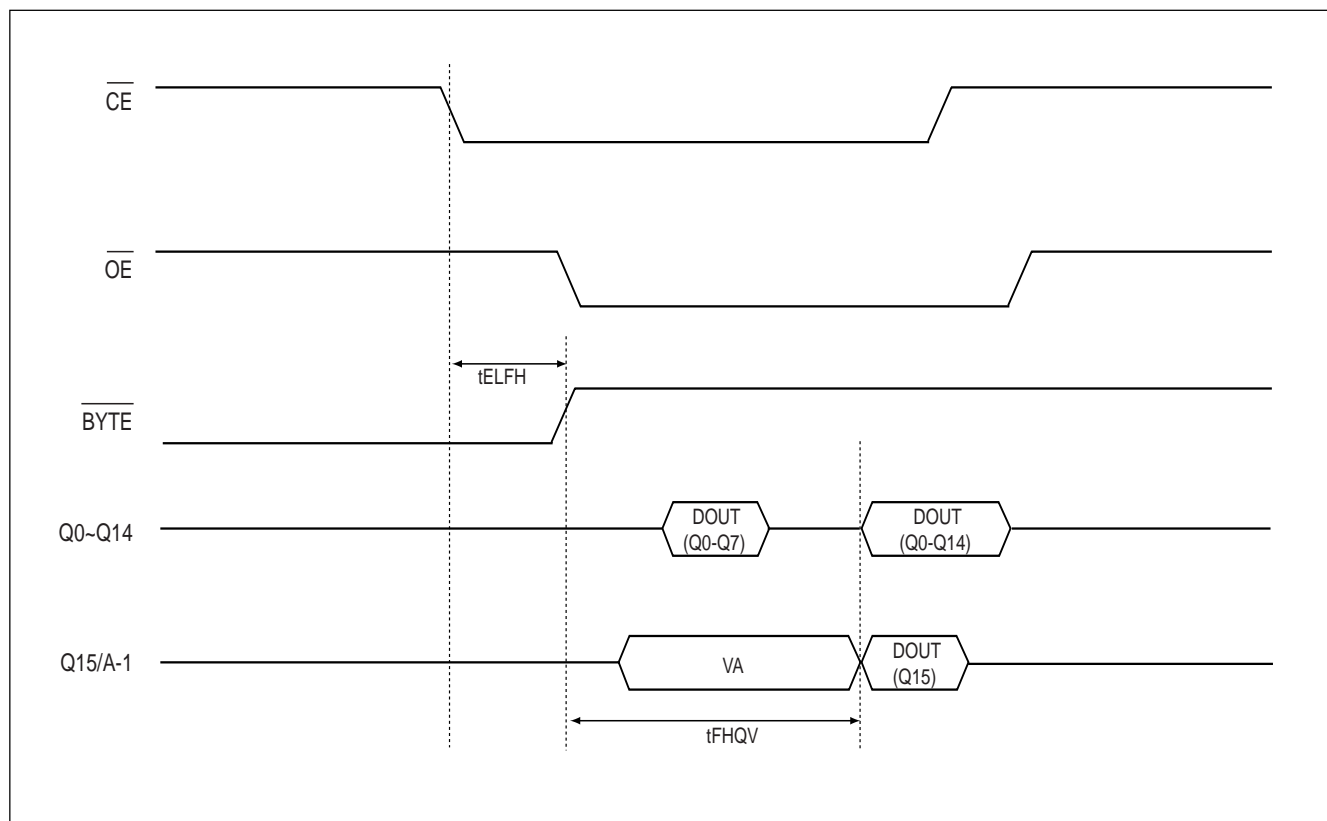 CE
OE
tELFH
BYTE
Q0~Q14
DOUT
(Q0-Q7)
DOUT
(Q0-Q14)
Q15/A-1
VA
DOUT
(Q15)
tFHQV